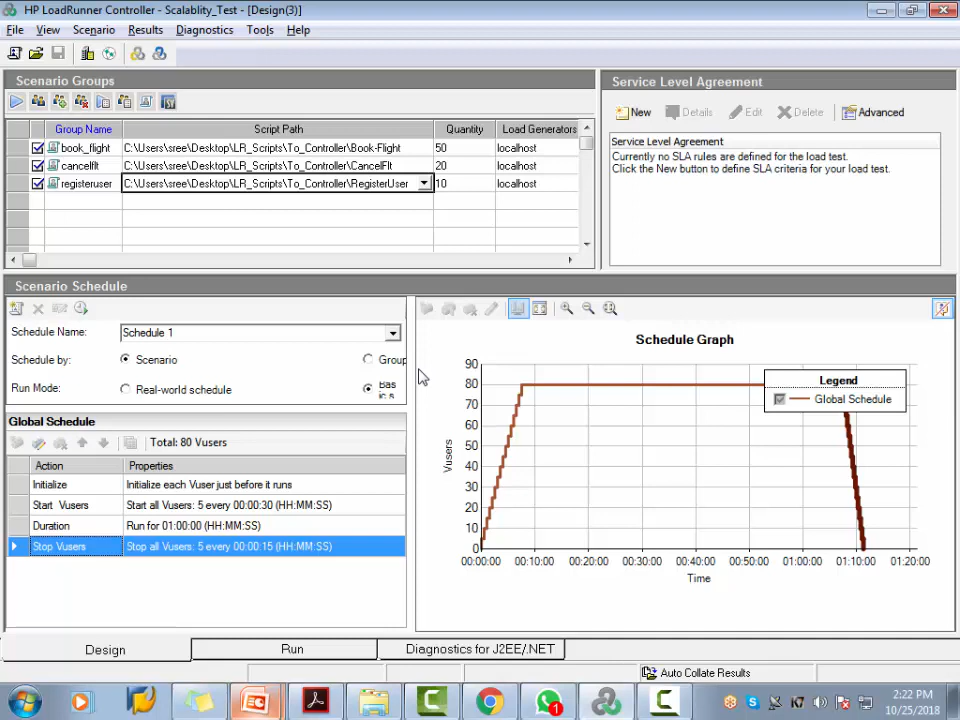 HP LoadRunner Controller - Scalablity_Test - [Design(3)]
File View Scenario Results Diagnostics Tools Help
Scenario Groups
Group Name Script Path Quantity Load Generators
book_flight C:\Users\sree\Desktop\LR_Scripts\To_Controller\Book-Flight 50 localhost
cancelflt C:\Users\sree\Desktop\LR_Scripts\To_Controller\CancelFlt 20 localhost
registeruser C:\Users\sree\Desktop\LR_Scripts\To_Controller\RegisterUser 10 localhost
Service Level Agreement
New Details Edit Delete Advanced
Service Level Agreement
Currently no SLA rules are defined for the load test.
Click the New button to define SLA criteria for your load test.
Scenario Schedule
Schedule Name: Schedule 1
Schedule by: Scenario Group
Run Mode: Real-world schedule Bas
ic s
Global Schedule
Total: 80 Vusers
Action Properties
Initialize Initialize each Vuser just before it runs
Start Vusers Start all Vusers: 5 every 00:00:30 (HH:MM:SS)
Duration Run for 01:00:00 (HH:MM:SS)
Stop Vusers Stop all Vusers: 5 every 00:00:15 (HH:MM:SS)
Schedule Graph
Legend
Global Schedule
90
80
70
60
50
40
30
20
10
0
Vusers
00:00:00 00:10:00 00:20:00 00:30:00 00:40:00 00:50:00 01:00:00 01:10:00 01:20:00
Time
Design Run Diagnostics for J2EE/.NET
Auto Collate Results
1
2:22 PM
10/25/2018